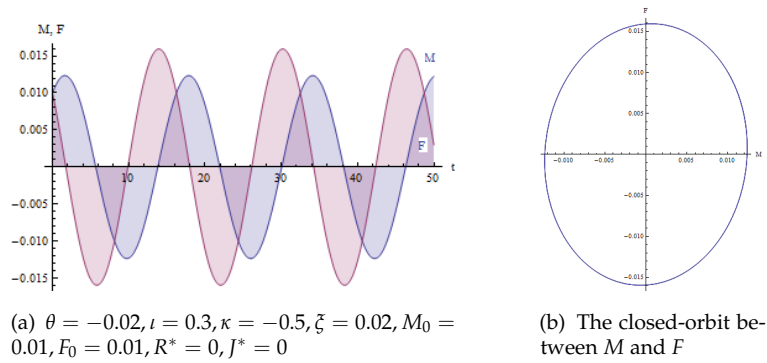 M, F
0.015
0.010
0.005
-0.005
-0.010
-0.015
10
20
30
40
50
t
M
F
F
0.015
0.010
0.005
-0.005
-0.010
-0.015
-0.010
-0.005
0.005
0.010
M
(a) θ = −0.02, ι = 0.3, κ = −0.5, ξ = 0.02, M₀ =
0.01, F₀ = 0.01, R* = 0, J* = 0
(b) The closed-orbit be-
tween M and F